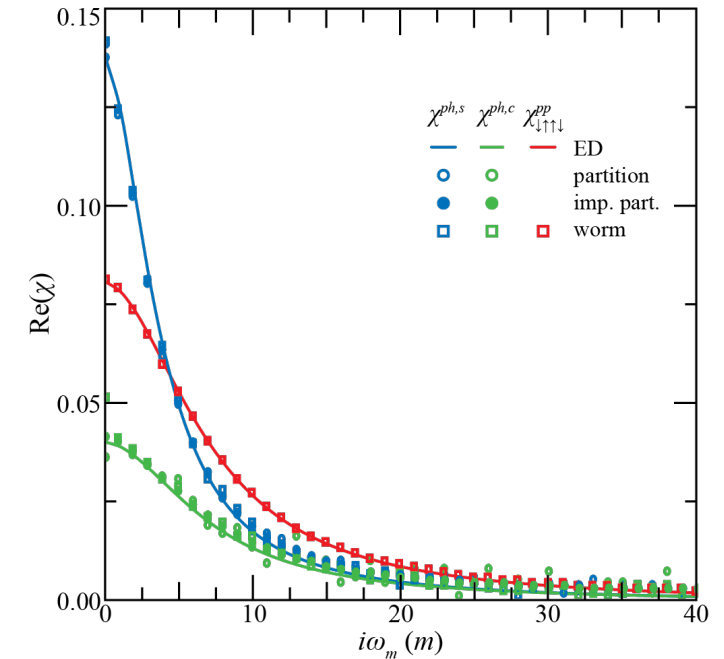 0.15
0.10
0.05
0.00
Re(χ)
χ^{ph,s} χ^{ph,c} χ^{pp}_{↓↑↑↓}
ED
partition
imp. part.
worm
0 10 20 30 40
iω_m (m)